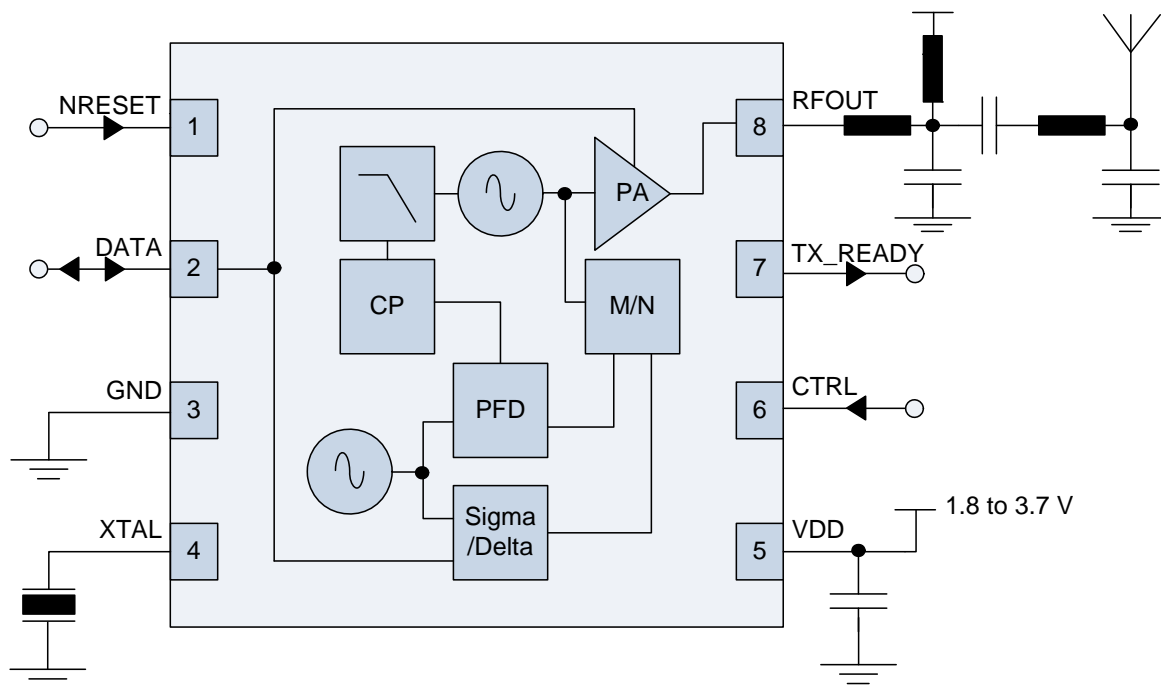 NRESET
1
DATA
2
GND
3
XTAL
4
PA
CP
M/N
PFD
Sigma
/Delta
8
RFOUT
7
TX_READY
6
CTRL
5
VDD
1.8 to 3.7 V